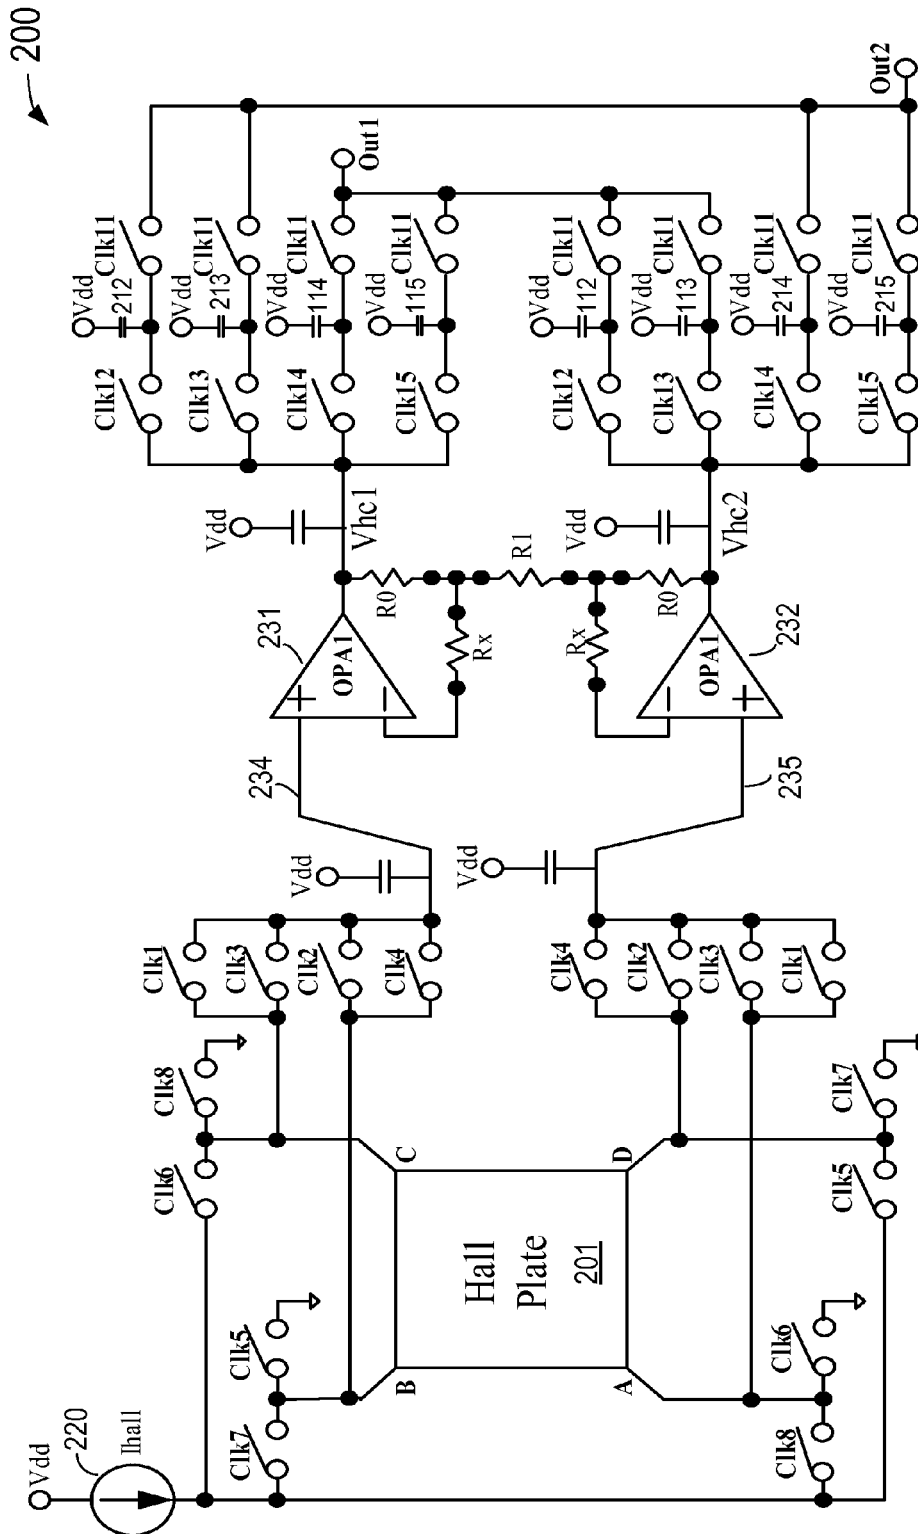 200
Out2
Out1
Clk11
Clk11
Clk11
Clk11
Clk11
Clk11
Clk11
Clk11
Vdd
212
Vdd
213
Vdd
114
Vdd
115
Vdd
112
Vdd
113
Vdd
214
Vdd
215
Clk12
Clk13
Clk14
Clk15
Clk12
Clk13
Clk14
Clk15
Vdd
Vhc1
Vdd
Vhc2
R0
R1
R0
Rx
Rx
231
OPA1
+
−
232
OPA1
−
+
234
235
Vdd
Vdd
Clk1
Clk3
Clk2
Clk4
Clk4
Clk2
Clk3
Clk1
Clk8
Clk6
Clk7
Clk5
C
D
Hall
Plate
201
B
A
Clk5
Clk7
Clk6
Clk8
Vdd
220
Ihall